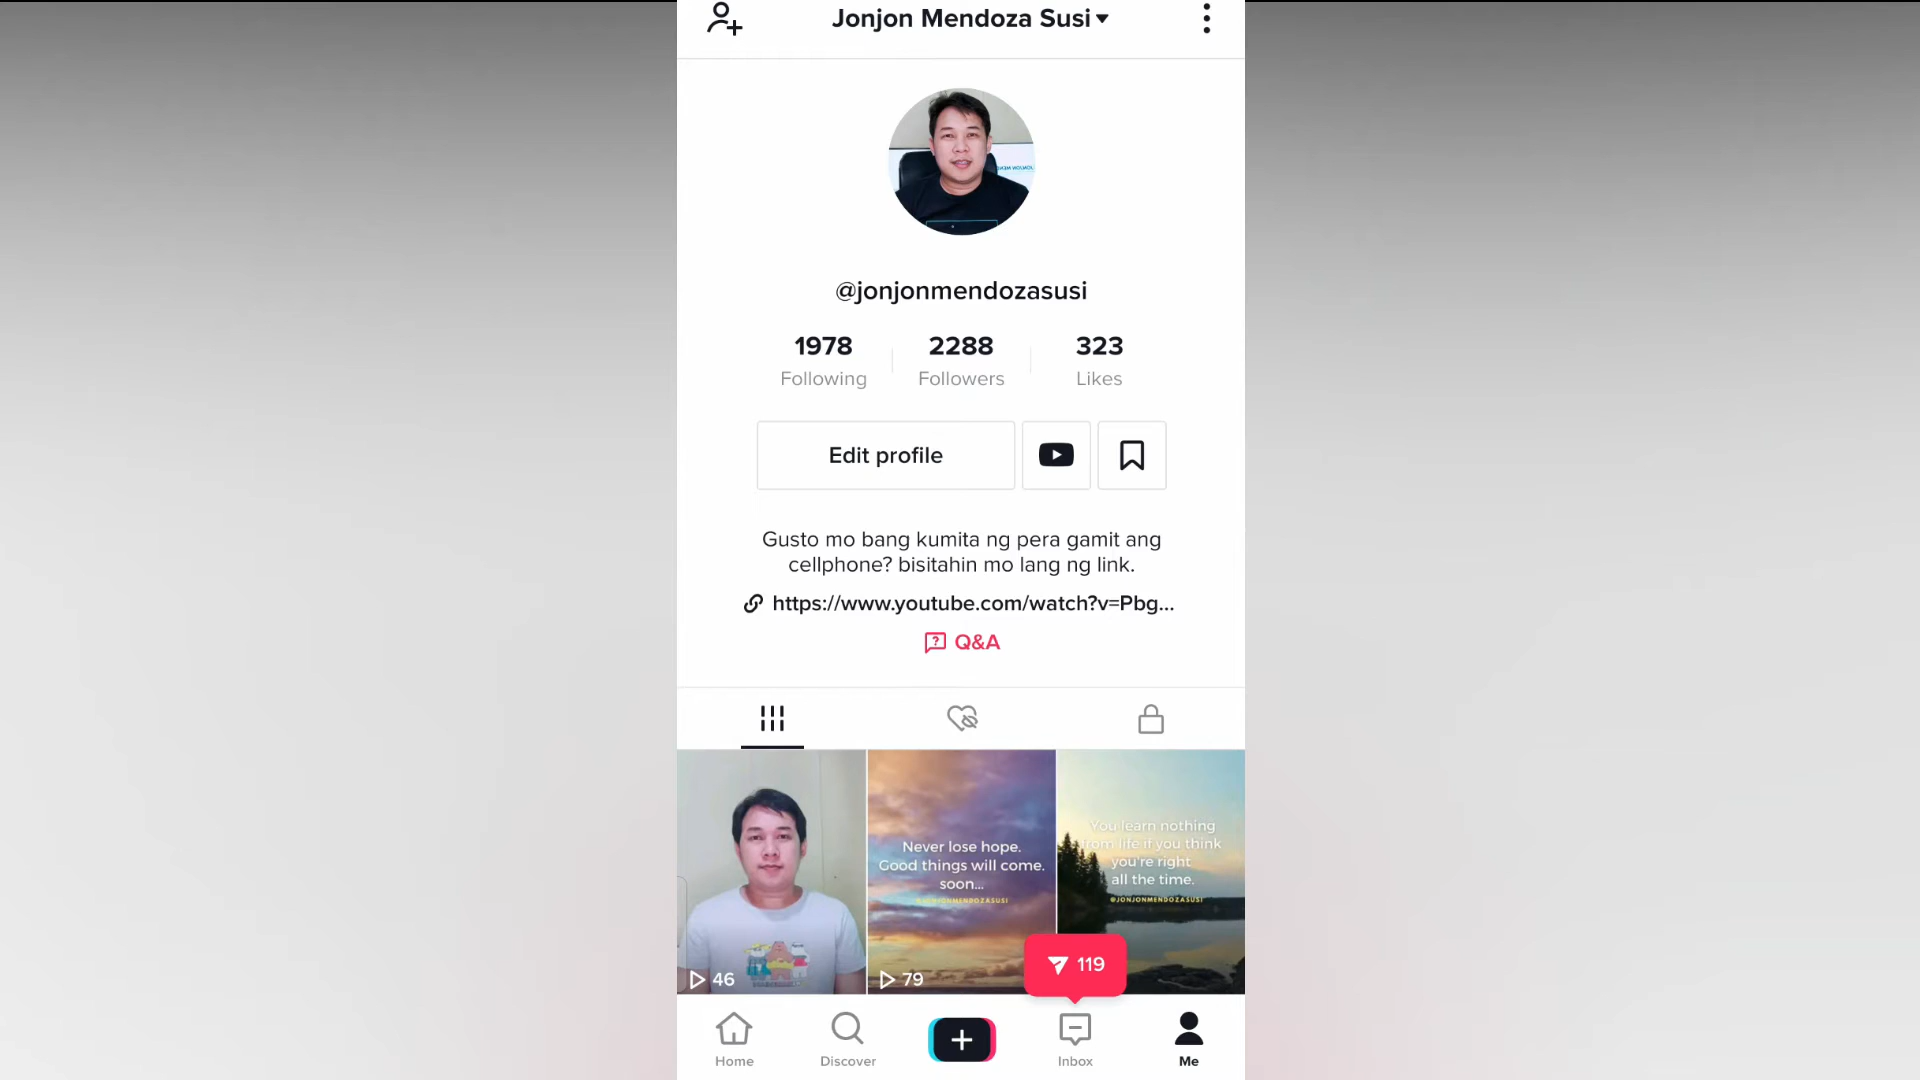 Jonjon Mendoza Susi
@jonjonmendozasusi
1978 2288 323
Following Followers Likes
Edit profile
Gusto mo bang kumita ng pera gamit ang
cellphone? bisitahin mo lang ng link.
https://www.youtube.com/watch?v=Pbg...
Q&A
Never lose hope.
Good things will come.
soon...
@JONJONMENDOZASUSI
You learn nothing
from life if you think
you're right
all the time.
@JONJONMENDOZASUSI
46
79
119
Home Discover Inbox Me